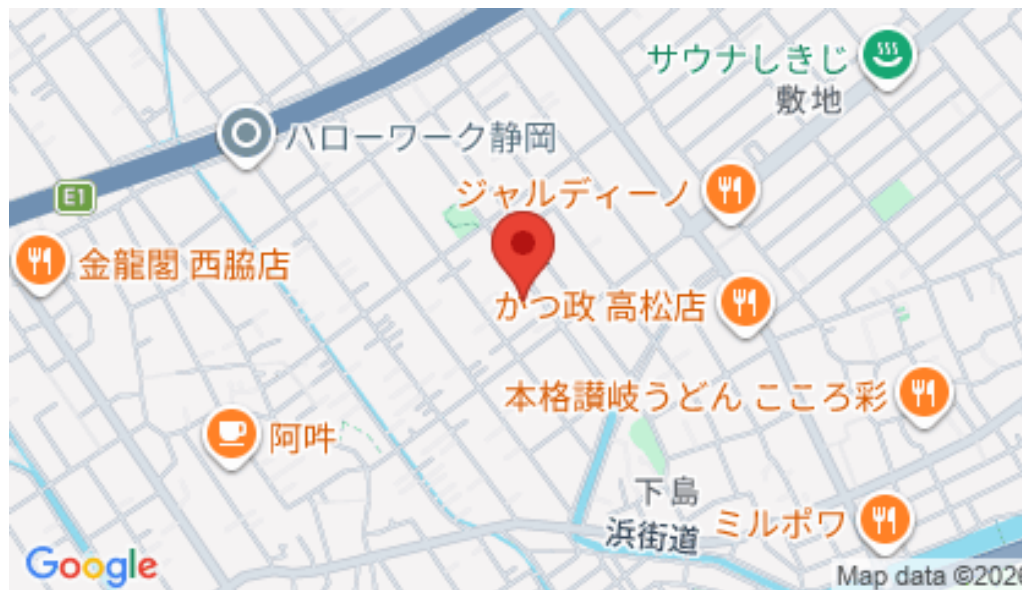 サウナしきじ
敷地
ハローワーク静岡
ジャルディーノ
E1
金龍閣 西脇店
かつ政 高松店
本格讃岐うどん こころ彩
阿吽
下島
浜街道
ミルポワ
Google
Map data ©2026